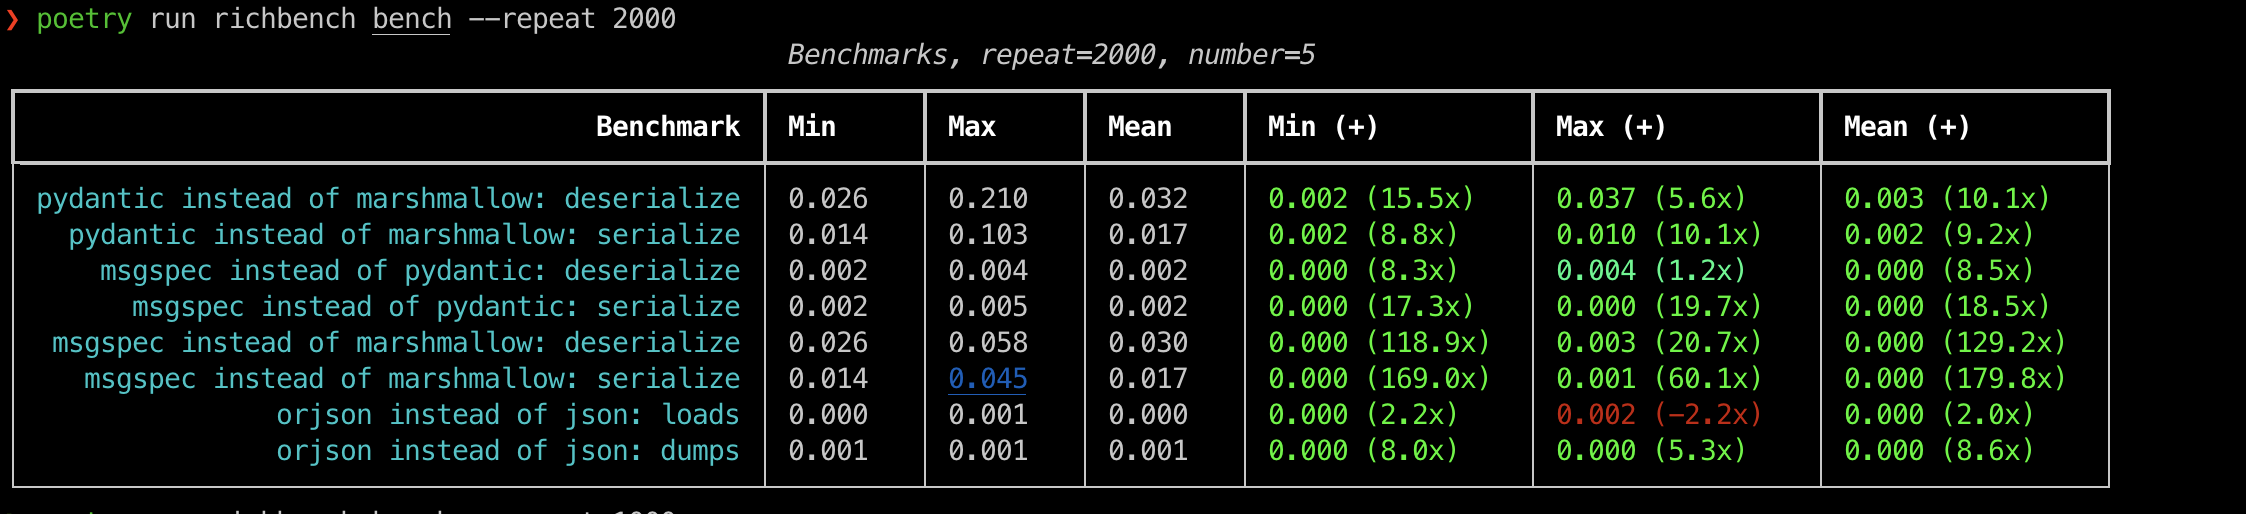 ❯ poetry run richbench bench --repeat 2000
Benchmarks, repeat=2000, number=5
Benchmark Min Max Mean Min (+) Max (+) Mean (+)
pydantic instead of marshmallow: deserialize 0.026 0.210 0.032 0.002 (15.5x) 0.037 (5.6x) 0.003 (10.1x)
pydantic instead of marshmallow: serialize 0.014 0.103 0.017 0.002 (8.8x) 0.010 (10.1x) 0.002 (9.2x)
msgspec instead of pydantic: deserialize 0.002 0.004 0.002 0.000 (8.3x) 0.004 (1.2x) 0.000 (8.5x)
msgspec instead of pydantic: serialize 0.002 0.005 0.002 0.000 (17.3x) 0.000 (19.7x) 0.000 (18.5x)
msgspec instead of marshmallow: deserialize 0.026 0.058 0.030 0.000 (118.9x) 0.003 (20.7x) 0.000 (129.2x)
msgspec instead of marshmallow: serialize 0.014 0.045 0.017 0.000 (169.0x) 0.001 (60.1x) 0.000 (179.8x)
orjson instead of json: loads 0.000 0.001 0.000 0.000 (2.2x) 0.002 (-2.2x) 0.000 (2.0x)
orjson instead of json: dumps 0.001 0.001 0.001 0.000 (8.0x) 0.000 (5.3x) 0.000 (8.6x)